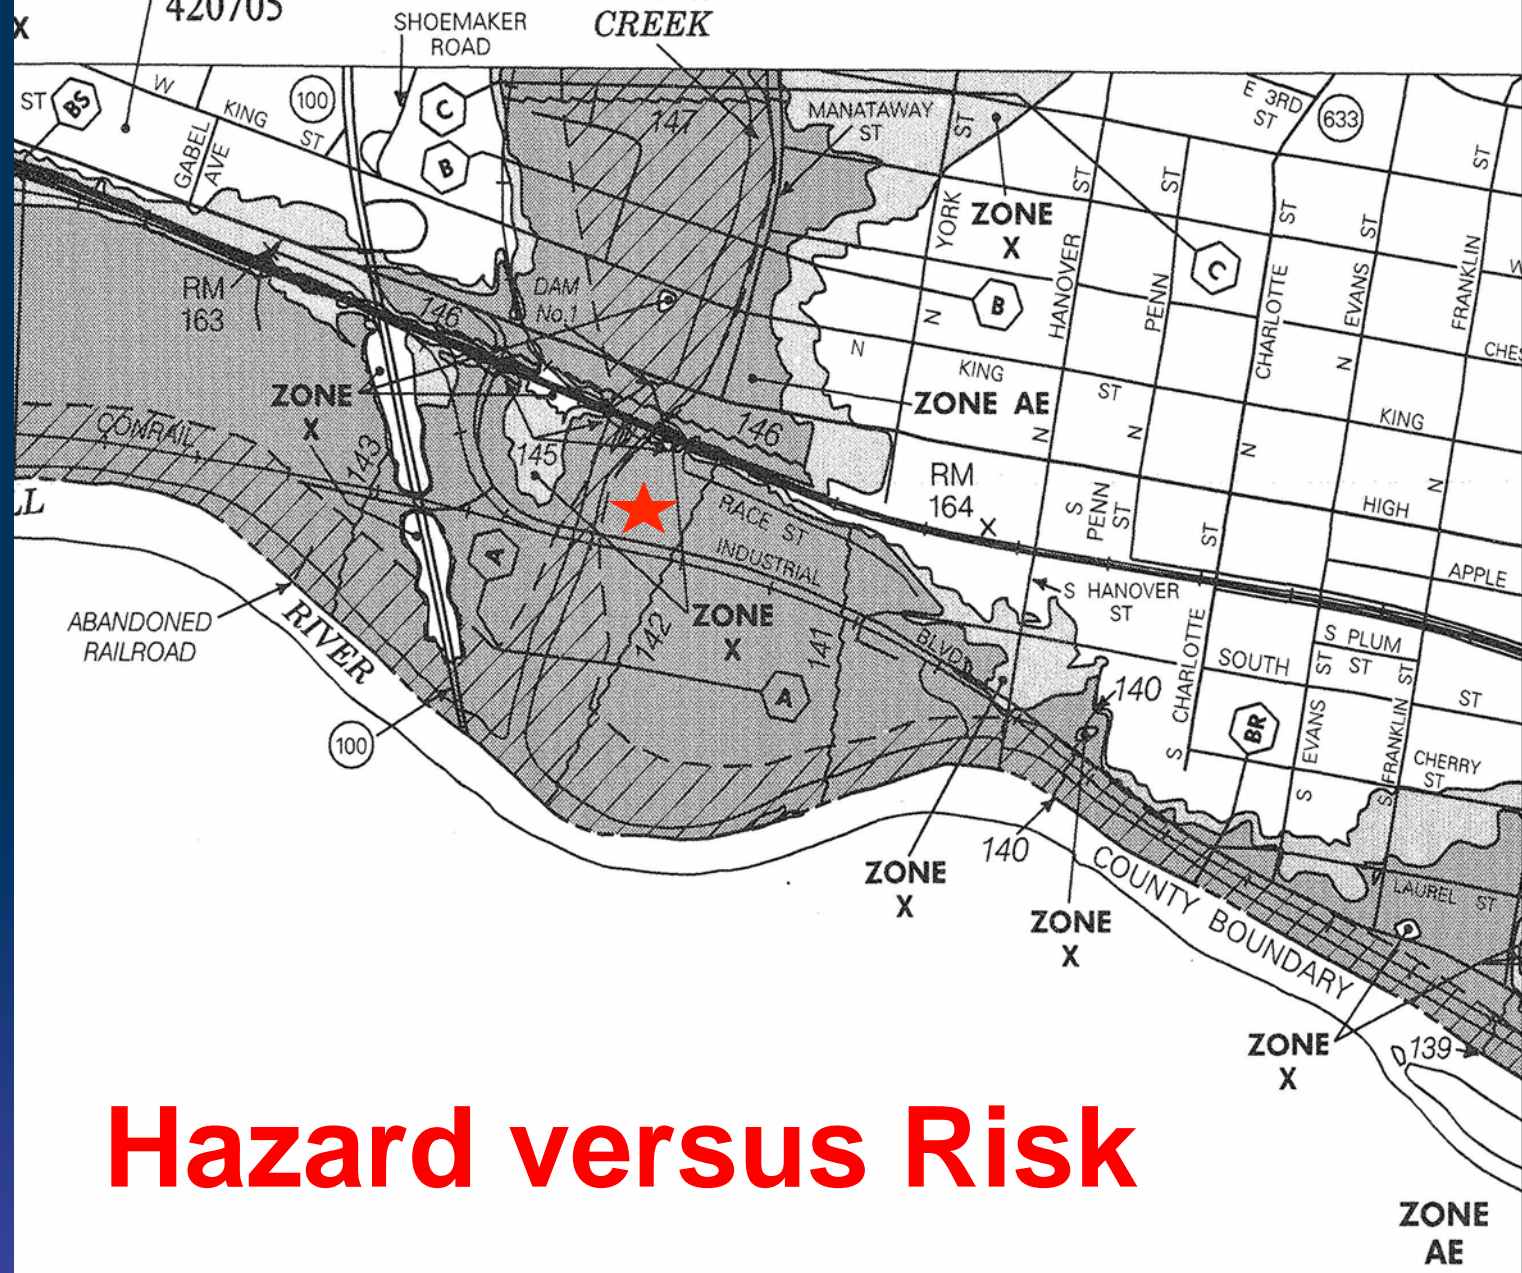 X
420705
SHOEMAKER
ROAD
CREEK
ST
BS
W
KING
ST
100
C
B
147
MANATAWAY
ST
ST
E 3RD
ST
633
ST
GABEL
AVE
YORK
ZONE
X
HANOVER
ST
PENN
ST
C
CHARLOTTE
ST
EVANS
ST
FRANKLIN
W
RM
163
146
DAM
No.1
B
N
N
KING
ST
CHES
N
ZONE
X
ZONE AE
KING
CONRAIL
143
145
146
N
N
N
N
RM
164
HIGH
RACE ST
INDUSTRIAL
BLVD
S
PENN
ST
ST
APPLE
LL
A
S HANOVER
ST
ABANDONED
RAILROAD
RIVER
142
ZONE
X
141
S PLUM
ST
SOUTH
ST
CHARLOTTE
S
140
A
BR
EVANS
ST
S
S FRANKLIN
ST
CHERRY
ST
100
140
ZONE
X
ZONE
X
COUNTY BOUNDARY
LAUREL ST
ZONE
X
139
Hazard versus Risk
ZONE
AE